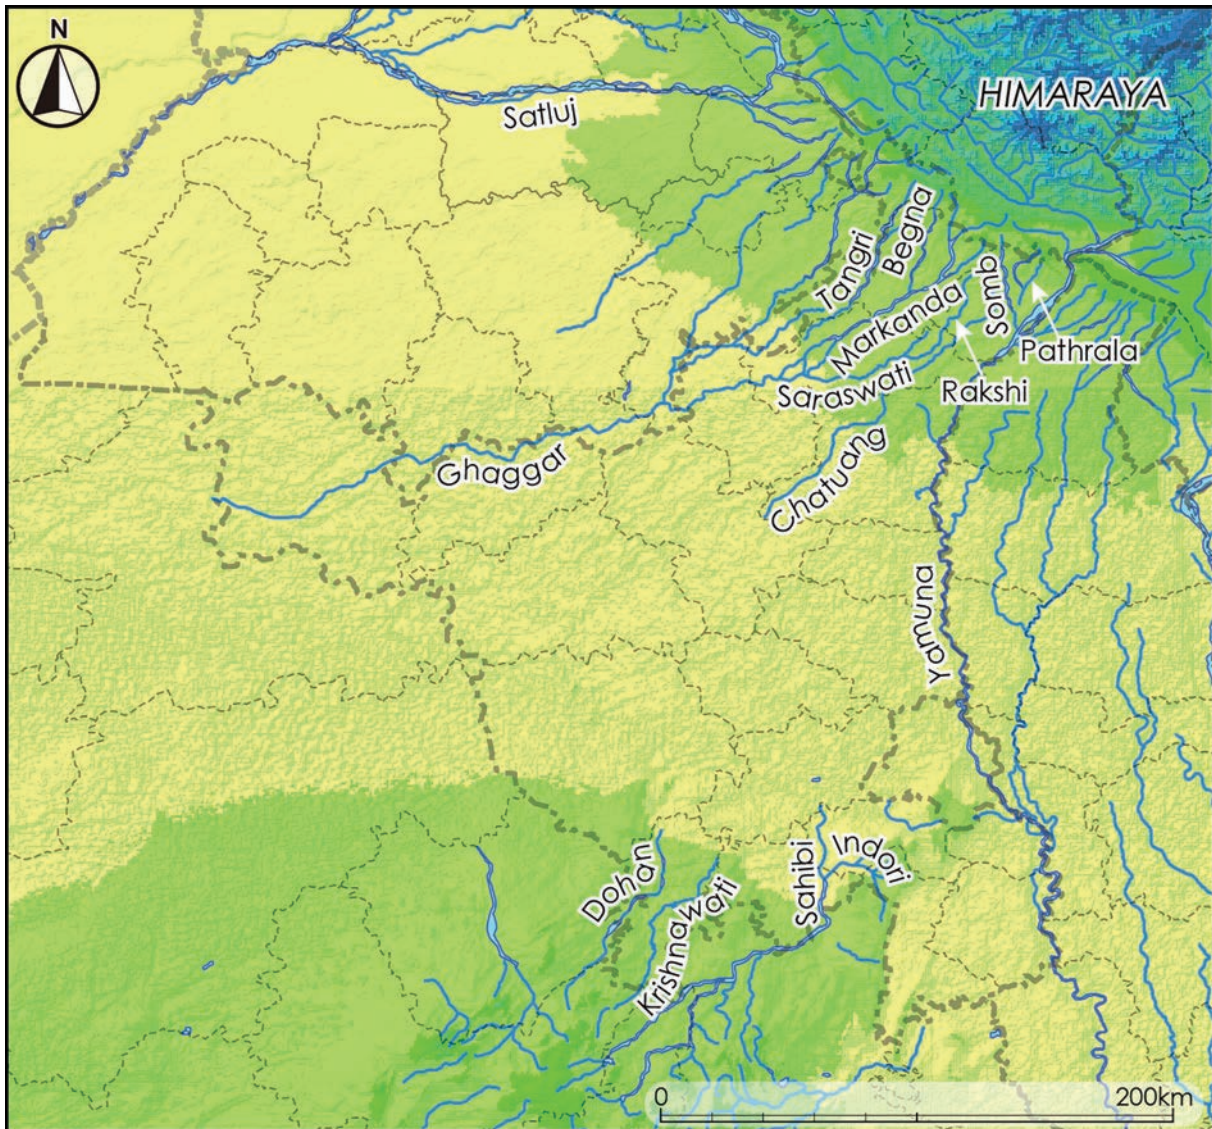 N
HIMARAYA
Satluj
Begna
Tangri
Somb
Markanda
Pathrala
Saraswati
Rakshi
Ghaggar
Chatuang
Yamuna
Dohan
Krishnawati
Sahibi
Indori
0
200km